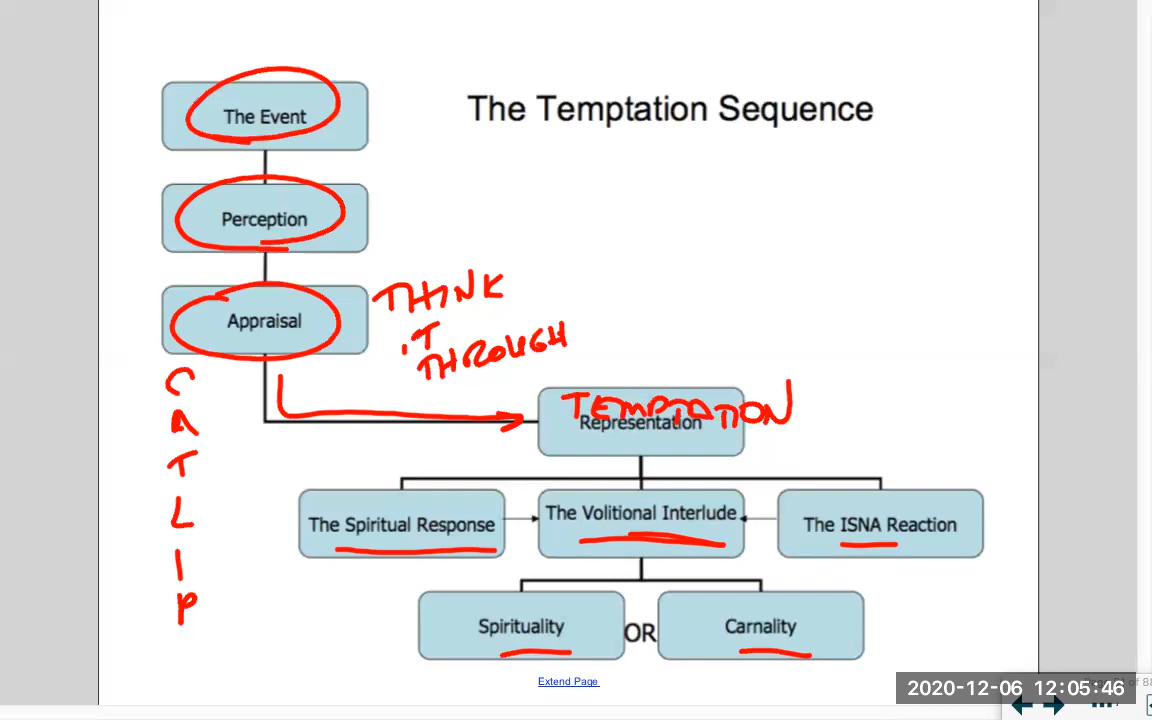 The Temptation Sequence
The Event
Perception
Appraisal
THINK
IT
THROUGH
C
A
T
L
I
P
TEMPTATION
Representation
The Spiritual Response
The Volitional Interlude
The ISNA Reaction
Spirituality
OR
Carnality
Extend Page
2020-12-06 12:05:46